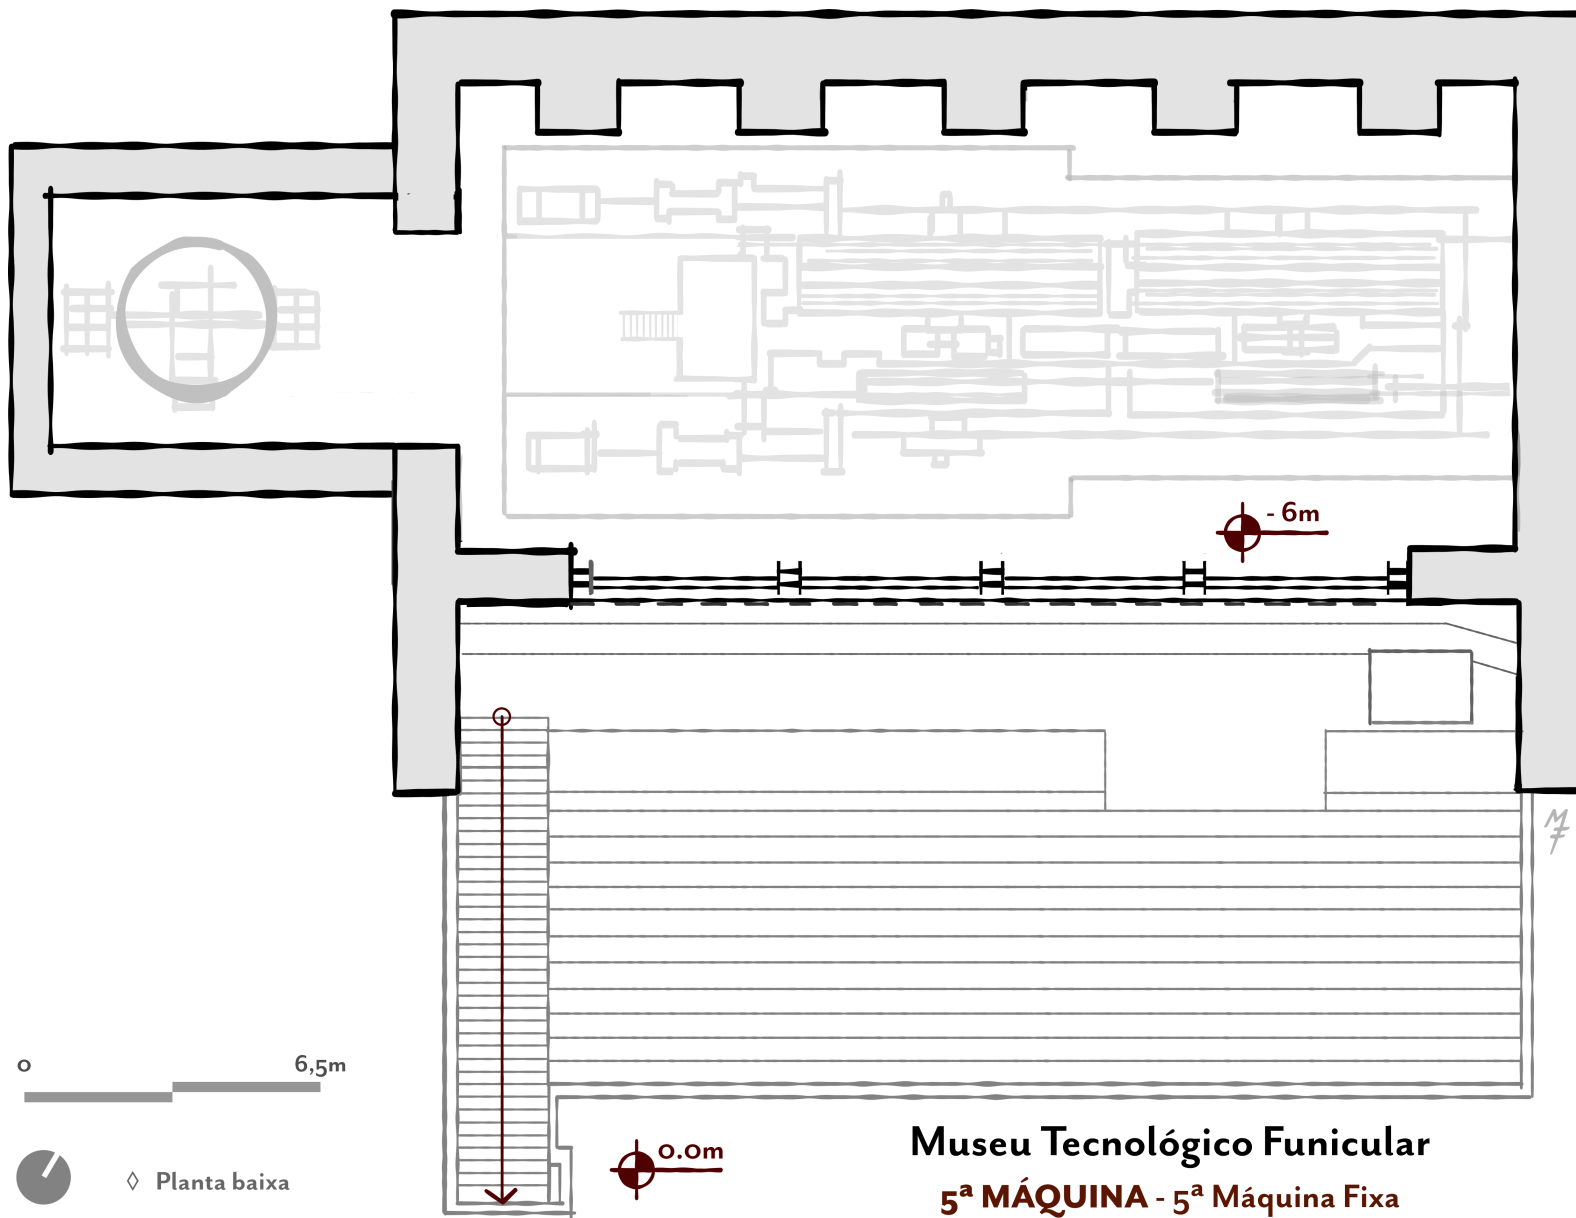 - 6m
0
6,5m
0.0m
Planta baixa
Museu Tecnológico Funicular
5ª MÁQUINA - 5ª Máquina Fixa